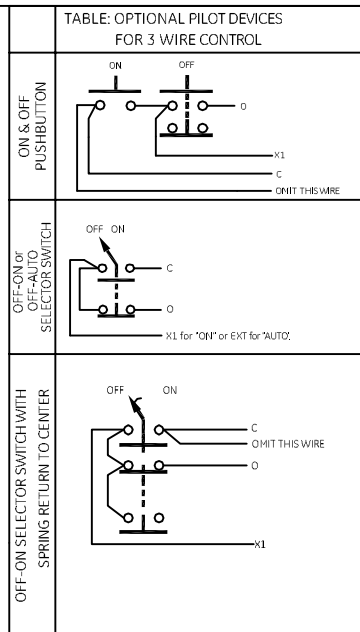 TABLE: OPTIONAL PILOT DEVICES
FOR 3 WIRE CONTROL
ON & OFF
PUSHBUTTON
ON
OFF
O
X1
C
OMIT THIS WIRE
OFF-ON or
OFF-AUTO
SELECTOR SWITCH
OFF ON
C
O
X1 for "ON" or EXT for "AUTO".
OFF-ON SELECTOR SWITCH WITH
SPRING RETURN TO CENTER
OFF
ON
C
OMIT THIS WIRE
O
X1